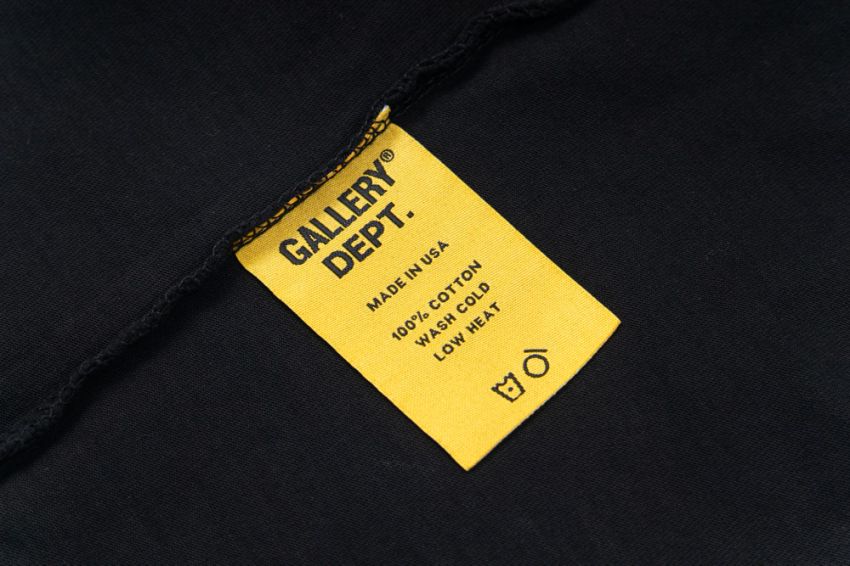 GALLERY®
DEPT.
MADE IN USA
100% COTTON
WASH COLD
LOW HEAT